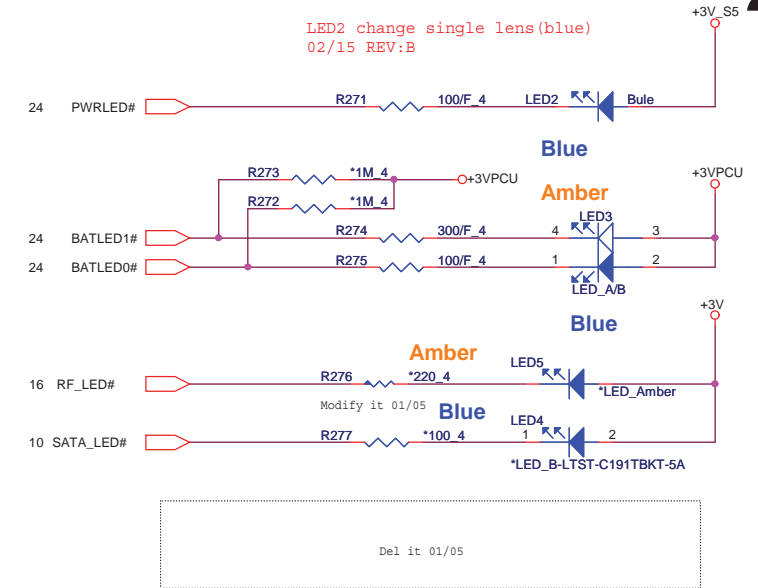 +3V_S5
LED2 change single lens(blue)
02/15 REV:B
24 PWRLED# R271 100/F_4 LED2 Bule
Blue
R273 *1M_4 +3VPCU +3VPCU
Amber
R272 *1M_4
LED3
24 BATLED1# R274 300/F_4 4 3
24 BATLED0# R275 100/F_4 1 2
LED_A/B
+3V
Blue
Amber
LED5
16 RF_LED# R276 *220_4
*LED_Amber
Modify it 01/05
Blue
LED4
10 SATA_LED# R277 *100_4 1 2
*LED_B-LTST-C191TBKT-5A
Del it 01/05